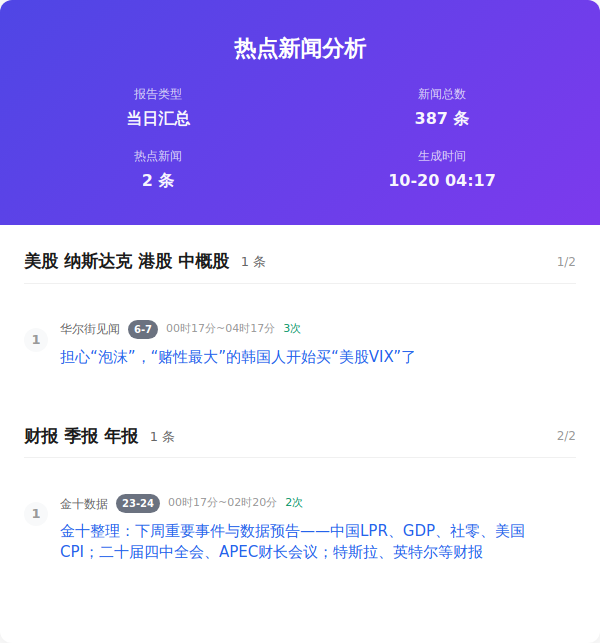 热点新闻分析
报告类型
新闻总数
当日汇总
387 条
热点新闻
生成时间
2 条
10-20 04:17
美股 纳斯达克 港股 中概股 1 条 1/2
1 华尔街见闻 6-7 00时17分~04时17分 3次
担心“泡沫”，“赌性最大”的韩国人开始买“美股VIX”了
财报 季报 年报 1 条 2/2
1 金十数据 23-24 00时17分~02时20分 2次
金十整理：下周重要事件与数据预告——中国LPR、GDP、社零、美国
CPI；二十届四中全会、APEC财长会议；特斯拉、英特尔等财报